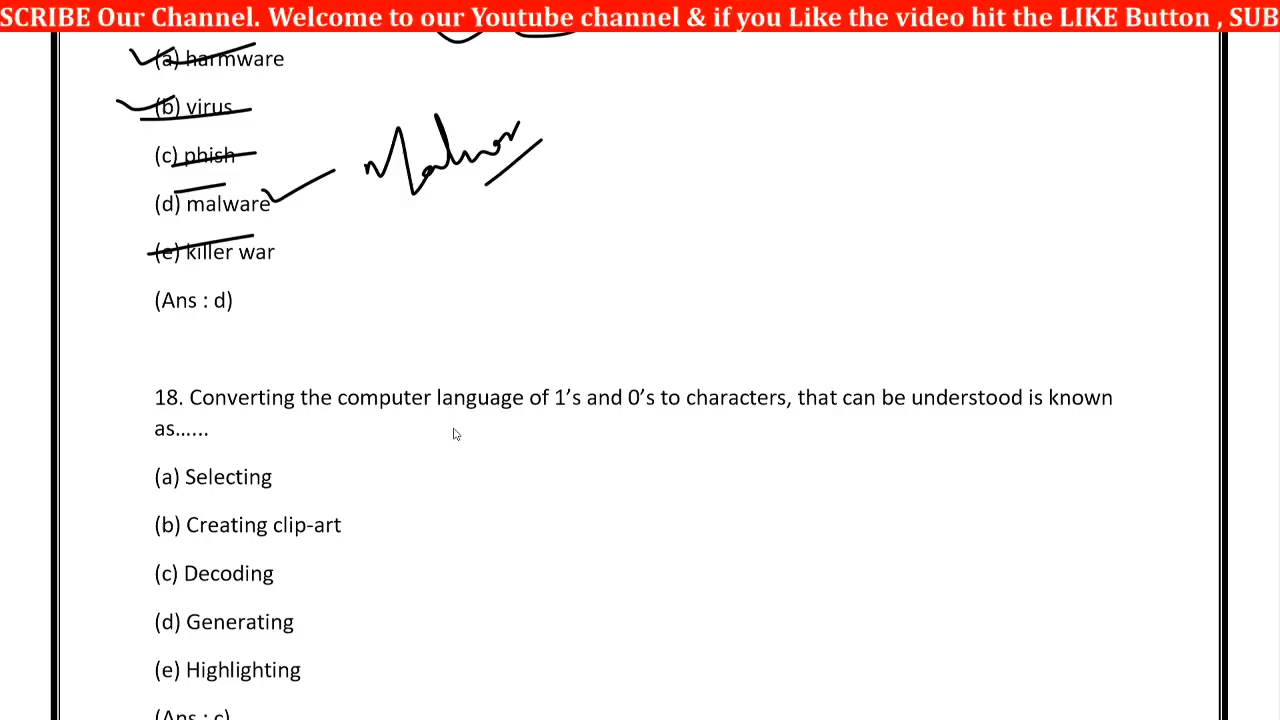 SCRIBE Our Channel. Welcome to our Youtube channel & if you Like the video hit the LIKE Button , SUB
(a) harmware
(b) virus
(c) phish
(d) malware
(e) killer war
(Ans : d)
18. Converting the computer language of 1’s and 0’s to characters, that can be understood is known
as......
(a) Selecting
(b) Creating clip-art
(c) Decoding
(d) Generating
(e) Highlighting
(Ans : c)